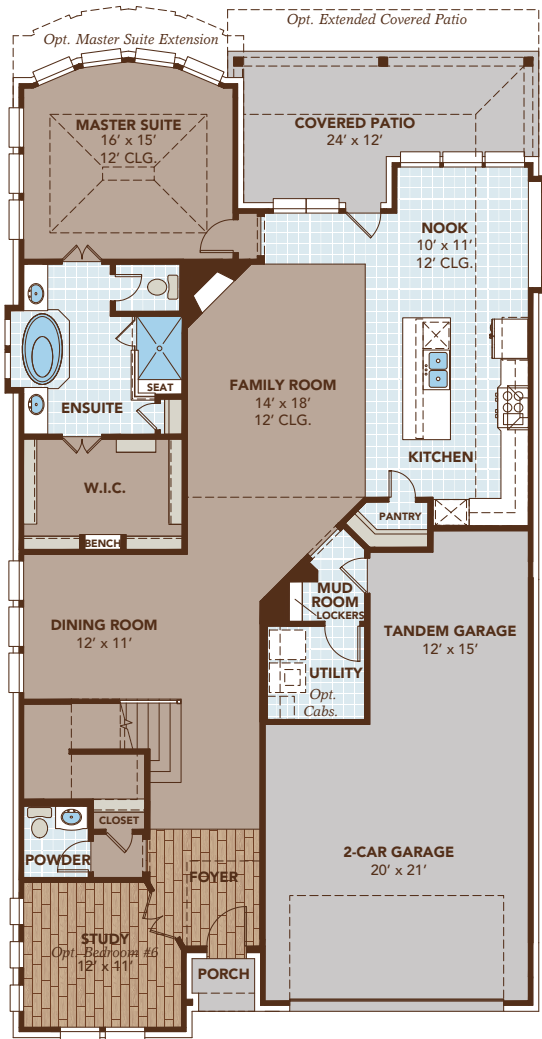 Opt. Extended Covered Patio
Opt. Master Suite Extension
MASTER SUITE
16' x 15'
12' CLG.
COVERED PATIO
24' x 12'
NOOK
10' x 11'
12' CLG.
FAMILY ROOM
14' x 18'
12' CLG.
SEAT
ENSUITE
KITCHEN
W.I.C.
PANTRY
BENCH
MUD
ROOM
LOCKERS
DINING ROOM
12' x 11'
TANDEM GARAGE
12' x 15'
UTILITY
Opt.
Cabs.
CLOSET
POWDER
2-CAR GARAGE
20' x 21'
FOYER
STUDY
Opt. Bedroom #6
12' x 11'
PORCH